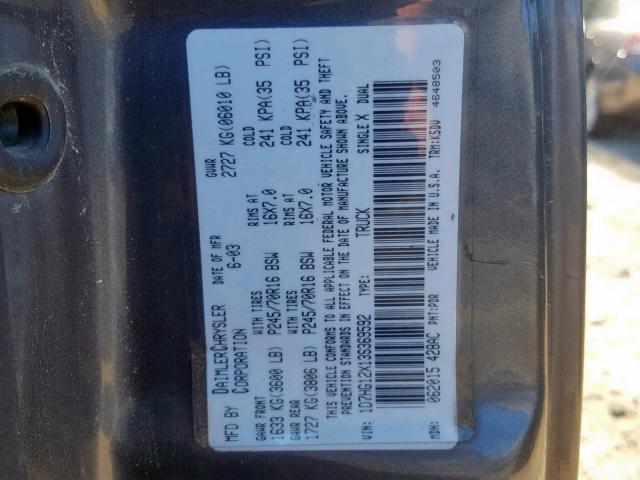 MFD BY DAIMLERCHRYSLER CORPORATION DATE OF MFR 6-03 GVWR 2727 KG(06010 LB)
GAWR FRONT WITH TIRES RIMS AT COLD
1633 KG(3600 LB) P245/70R16 BSW 16X7.0 241 KPA(35 PSI)
GAWR REAR WITH TIRES RIMS AT COLD
1727 KG(3806 LB) P245/70R16 BSW 16X7.0 241 KPA(35 PSI)
THIS VEHICLE CONFORMS TO ALL APPLICABLE FEDERAL MOTOR VEHICLE SAFETY AND THEFT
PREVENTION STANDARDS IN EFFECT ON THE DATE OF MANUFACTURE SHOWN ABOVE.
VIN: 1D7HG12X13S369592 TYPE: TRUCK SINGLE X DUAL
MDH: 062015 428AC PNT:PDR VEHICLE MADE IN U.S.A. TRM:K5DV 4648503